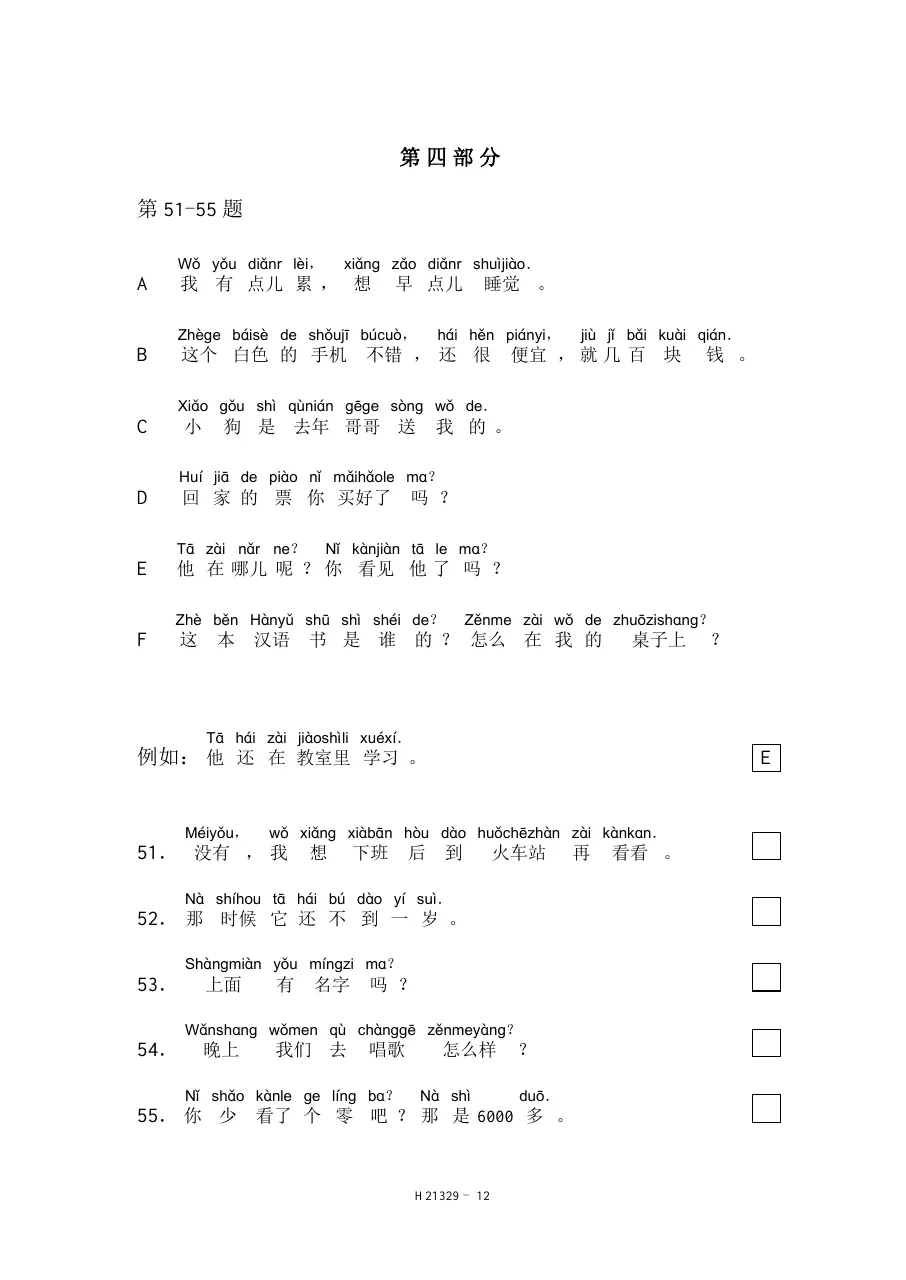 第四部分
第 51-55 题
Wǒ yǒu diǎnr lèi, xiǎng zǎo diǎnr shuìjiào.
A 我有点儿累，想早点儿睡觉。
Zhège báisè de shǒujī búcuò, hái hěn piányi, jiù jǐ bǎi kuài qián.
B 这个白色的手机不错，还很便宜，就几百块钱。
Xiǎo gǒu shì qùnián gēge sòng wǒ de.
C 小狗是去年哥哥送我的。
Huí jiā de piào nǐ mǎihǎole ma?
D 回家的票你买好了吗？
Tā zài nǎr ne? Nǐ kànjiàn tā le ma?
E 他在哪儿呢？你看见他了吗？
Zhè běn Hànyǔ shū shì shéi de? Zěnme zài wǒ de zhuōzishang?
F 这本汉语书是谁的？怎么在我的桌子上？
Tā hái zài jiàoshìli xuéxí.
例如：他还在教室里学习。 E
Méiyǒu, wǒ xiǎng xiàbān hòu dào huǒchēzhàn zài kànkan.
51. 没有，我想下班后到火车站再看看。
Nà shíhou tā hái bú dào yí suì.
52. 那时候它还不到一岁。
Shàngmiàn yǒu míngzi ma?
53. 上面有名字吗？
Wǎnshang wǒmen qù chànggē zěnmeyàng?
54. 晚上我们去唱歌怎么样？
Nǐ shǎo kànle ge líng ba? Nà shì duō.
55. 你少看了个零吧？那是 6000 多。
H 21329 - 12